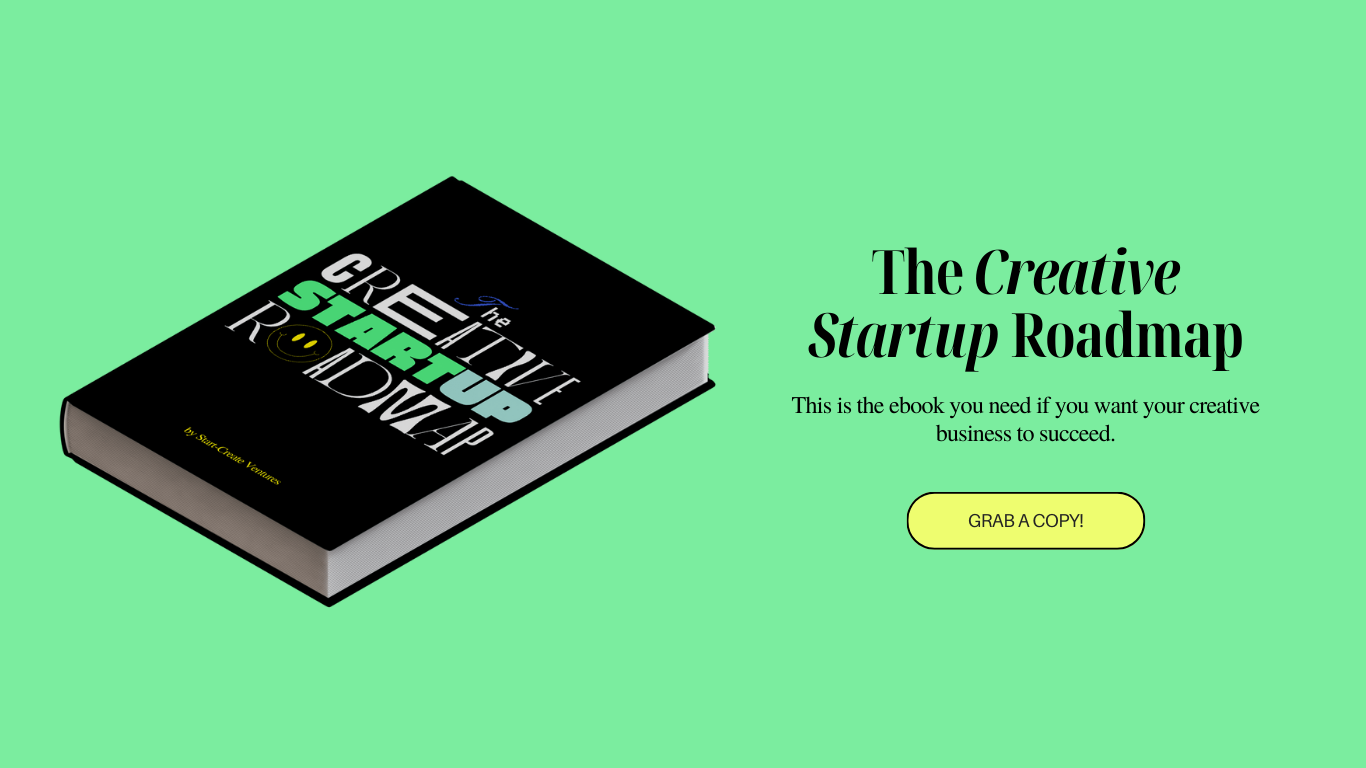 The
CREATIVE
STARTUP
ROADMAP
by Start-Create Ventures
The Creative
Startup Roadmap
This is the ebook you need if you want your creative
business to succeed.
GRAB A COPY!